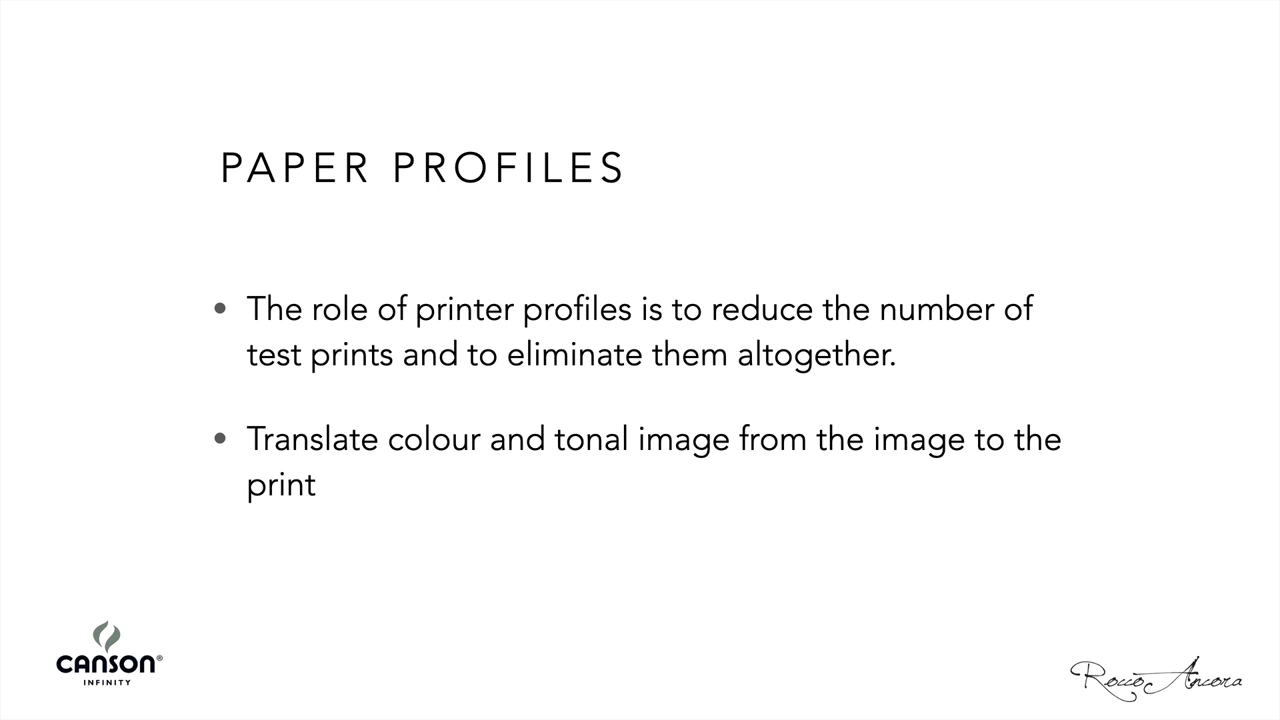 PAPER PROFILES
• The role of printer profiles is to reduce the number of
test prints and to eliminate them altogether.
• Translate colour and tonal image from the image to the
print
CANSON®
INFINITY
Rocco Ancora